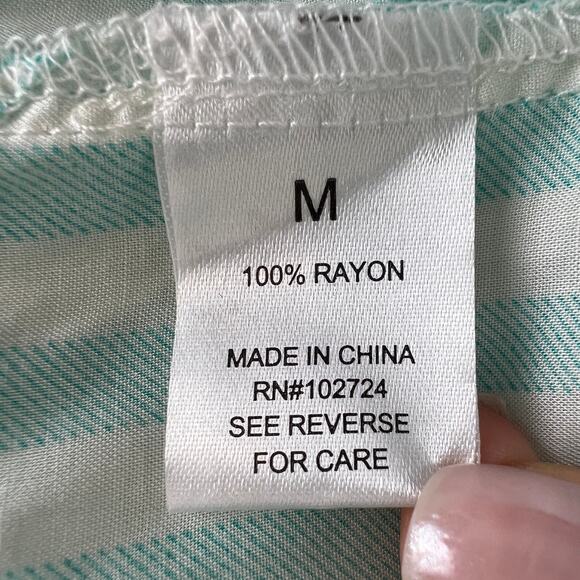 M
100% RAYON
MADE IN CHINA
RN#102724
SEE REVERSE
FOR CARE